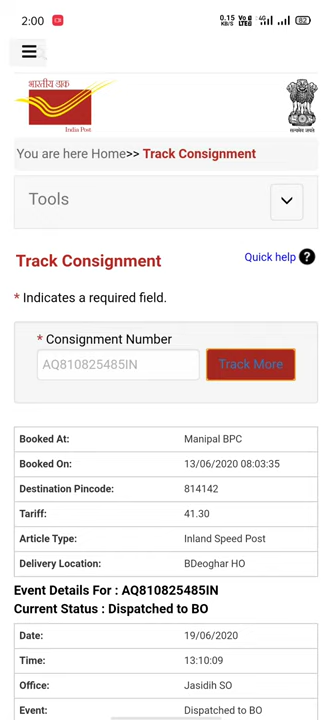 2:00
0.15 KB/S
Vo LTE 4G
82
भारतीय डाक
India Post
सत्यमेव जयते
You are here Home>> Track Consignment
Tools
Track Consignment
Quick help ?
* Indicates a required field.
* Consignment Number
AQ810825485IN
Track More
Booked At: Manipal BPC
Booked On: 13/06/2020 08:03:35
Destination Pincode: 814142
Tariff: 41.30
Article Type: Inland Speed Post
Delivery Location: BDeoghar HO
Event Details For : AQ810825485IN
Current Status : Dispatched to BO
Date: 19/06/2020
Time: 13:10:09
Office: Jasidih SO
Event: Dispatched to BO